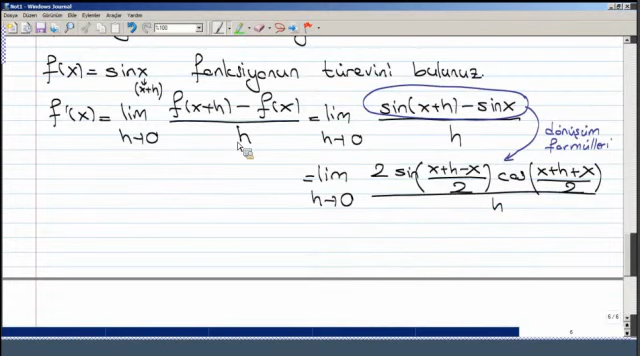 Not1 - Windows Journal
Dosya Düzen Görünüm Ekle Eylemler Araçlar Yardım
%100
f(x) = sinx fonksiyonun türevini bulunuz.
(x+h)
f'(x) = lim h→0 f(x+h) - f(x) / h = lim h→0 sin(x+h) - sinx / h
dönüşüm
formülleri
= lim h→0 2 sin((x+h-x)/2) cos((x+h+x)/2) / h
6/6
6